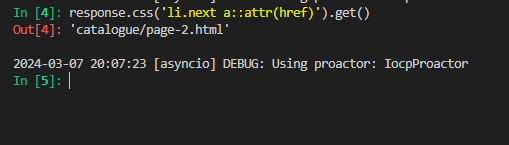 In [4]: response.css('li.next a::attr(href)').get()
Out[4]: 'catalogue/page-2.html'
2024-03-07 20:07:23 [asyncio] DEBUG: Using proactor: IocpProactor
In [5]: